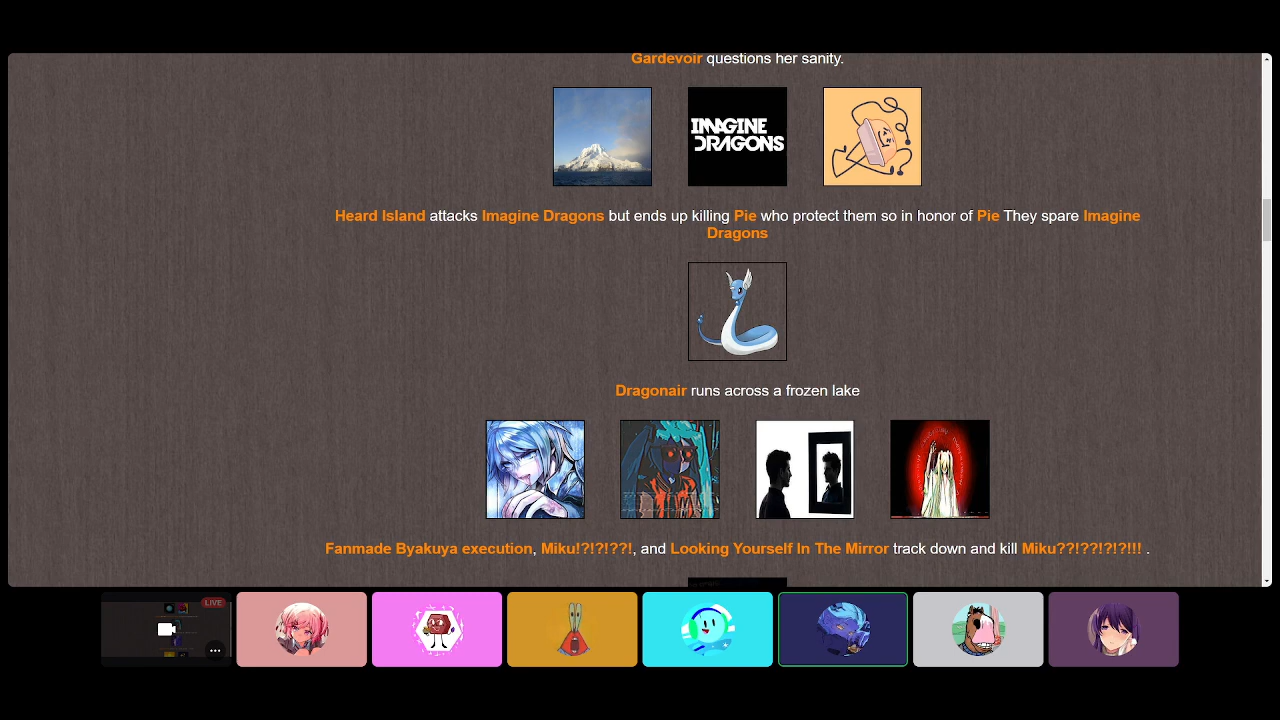 Gardevoir questions her sanity.
IMAGINE
DRAGONS
Heard Island attacks Imagine Dragons but ends up killing Pie who protect them so in honor of Pie They spare Imagine
Dragons
Dragonair runs across a frozen lake
Fanmade Byakuya execution, Miku!?!?!??!, and Looking Yourself In The Mirror track down and kill Miku??!??!?!?!!! .
LIVE